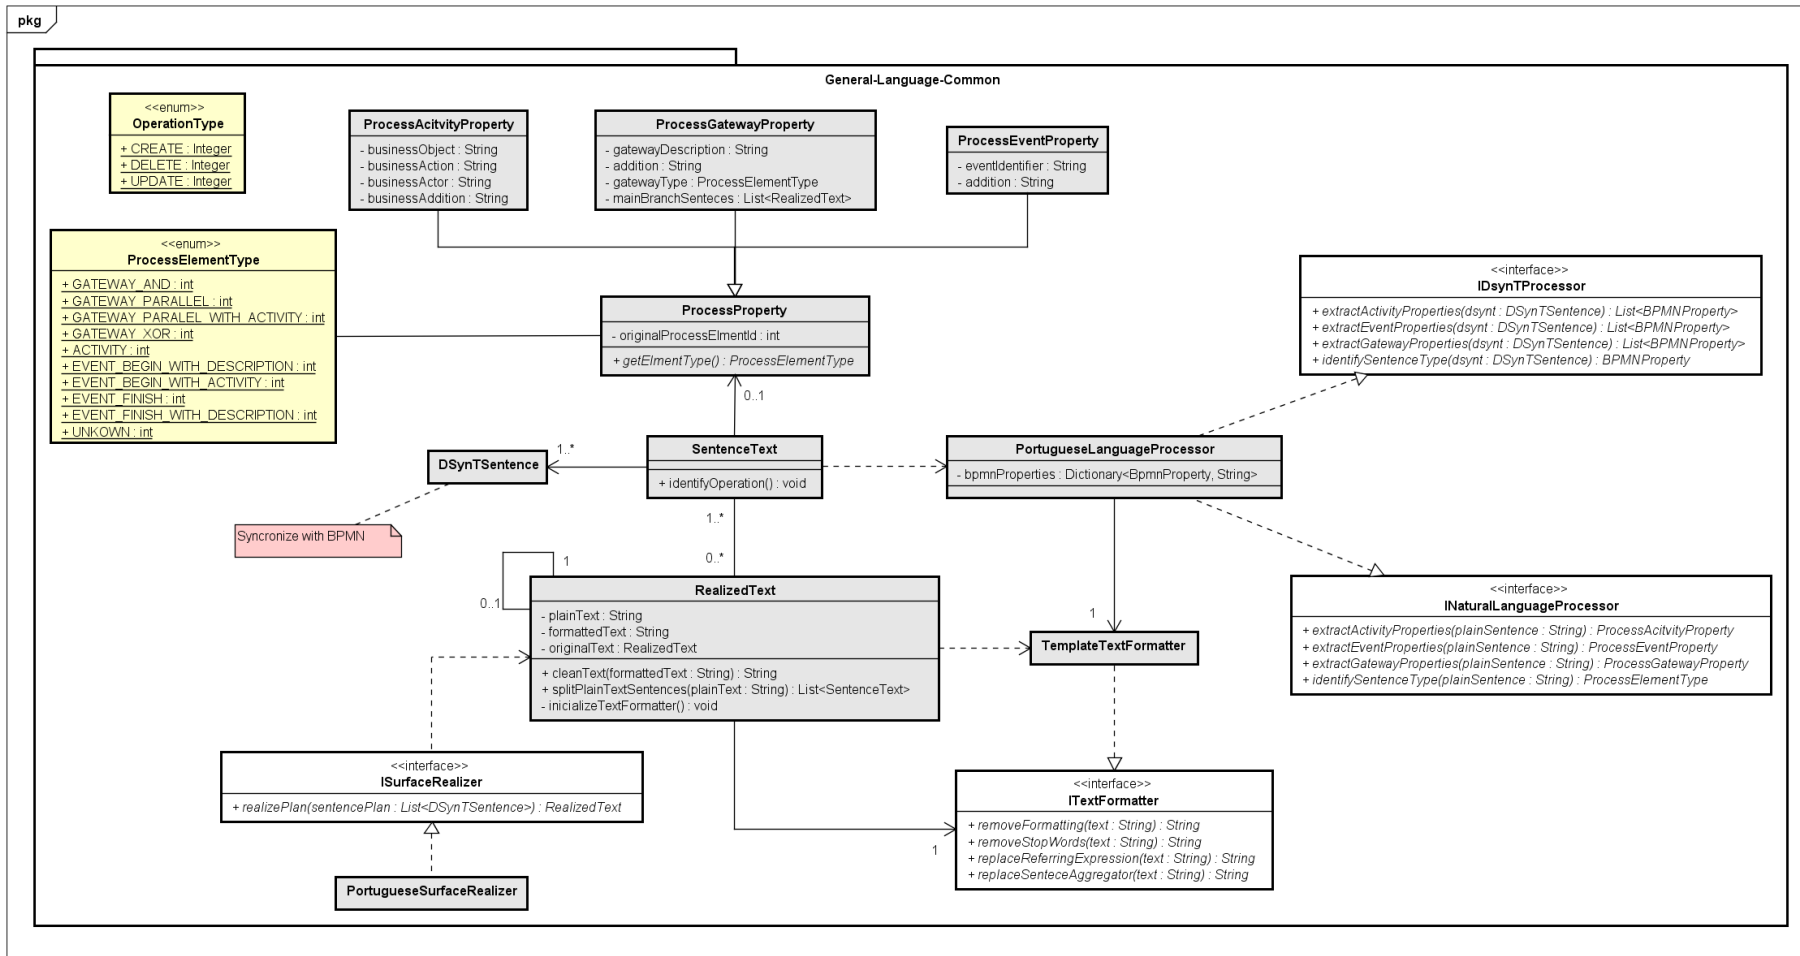 pkg
General-Language-Common
<<enum>>
OperationType
+ CREATE : Integer
+ DELETE : Integer
+ UPDATE : Integer
ProcessAcitvityProperty
- businessObject : String
- businessAction : String
- businessActor : String
- businessAddition : String
ProcessGatewayProperty
- gatewayDescription : String
- addition : String
- gatewayType : ProcessElementType
- mainBranchSenteces : List<RealizedText>
ProcessEventProperty
- eventIdentifier : String
- addition : String
<<enum>>
ProcessElementType
+ GATEWAY_AND : int
+ GATEWAY_PARALLEL : int
+ GATEWAY_PARALEL_WITH_ACTIVITY : int
+ GATEWAY_XOR : int
+ ACTIVITY : int
+ EVENT_BEGIN_WITH_DESCRIPTION : int
+ EVENT_BEGIN_WITH_ACTIVITY : int
+ EVENT_FINISH : int
+ EVENT_FINISH_WITH_DESCRIPTION : int
+ UNKOWN : int
ProcessProperty
- originalProcessElmentId : int
+ getElmentType() : ProcessElementType
0..1
<<interface>>
IDsynTProcessor
+ extractActivityProperties(dsynt : DSynTSentence) : List<BPMNProperty>
+ extractEventProperties(dsynt : DSynTSentence) : List<BPMNProperty>
+ extractGatewayProperties(dsynt : DSynTSentence) : List<BPMNProperty>
+ identifySentenceType(dsynt : DSynTSentence) : BPMNProperty
DSynTSentence
1..*
SentenceText
+ identifyOperation() : void
PortugueseLanguageProcessor
- bpmnProperties : Dictionary<BpmnProperty, String>
Syncronize with BPMN
1..*
0..*
1
0..1
RealizedText
- plainText : String
- formattedText : String
- originalText : RealizedText
+ cleanText(formattedText : String) : String
+ splitPlainTextSentences(plainText : String) : List<SentenceText>
- inicializeTextFormatter() : void
1
TemplateTextFormatter
<<interface>>
INaturalLanguageProcessor
+ extractActivityProperties(plainSentence : String) : ProcessAcitvityProperty
+ extractEventProperties(plainSentence : String) : ProcessEventProperty
+ extractGatewayProperties(plainSentence : String) : ProcessGatewayProperty
+ identifySentenceType(plainSentence : String) : ProcessElementType
<<interface>>
ISurfaceRealizer
+ realizePlan(sentencePlan : List<DSynTSentence>) : RealizedText
1
<<interface>>
ITextFormatter
+ removeFormatting(text : String) : String
+ removeStopWords(text : String) : String
+ replaceReferringExpression(text : String) : String
+ replaceSenteceAggregator(text : String) : String
PortugueseSurfaceRealizer